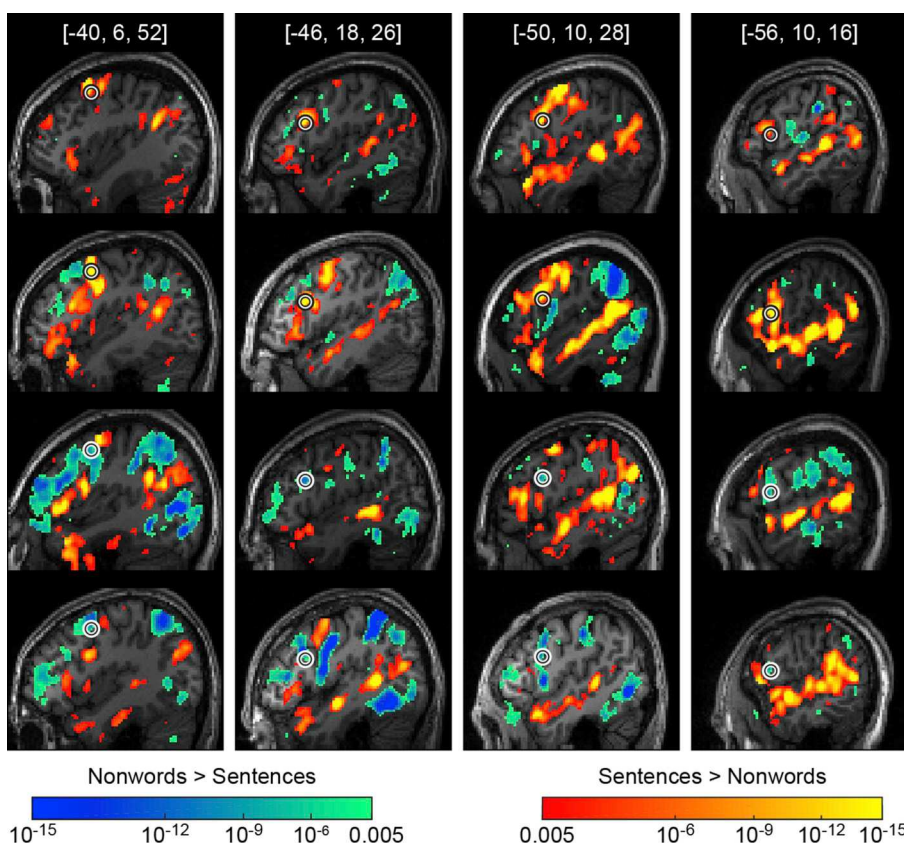 [-40, 6, 52] [-46, 18, 26] [-50, 10, 28] [-56, 10, 16]
Nonwords > Sentences Sentences > Nonwords
10⁻¹⁵ 10⁻¹² 10⁻⁹ 10⁻⁶ 0.005 0.005 10⁻⁶ 10⁻⁹ 10⁻¹² 10⁻¹⁵